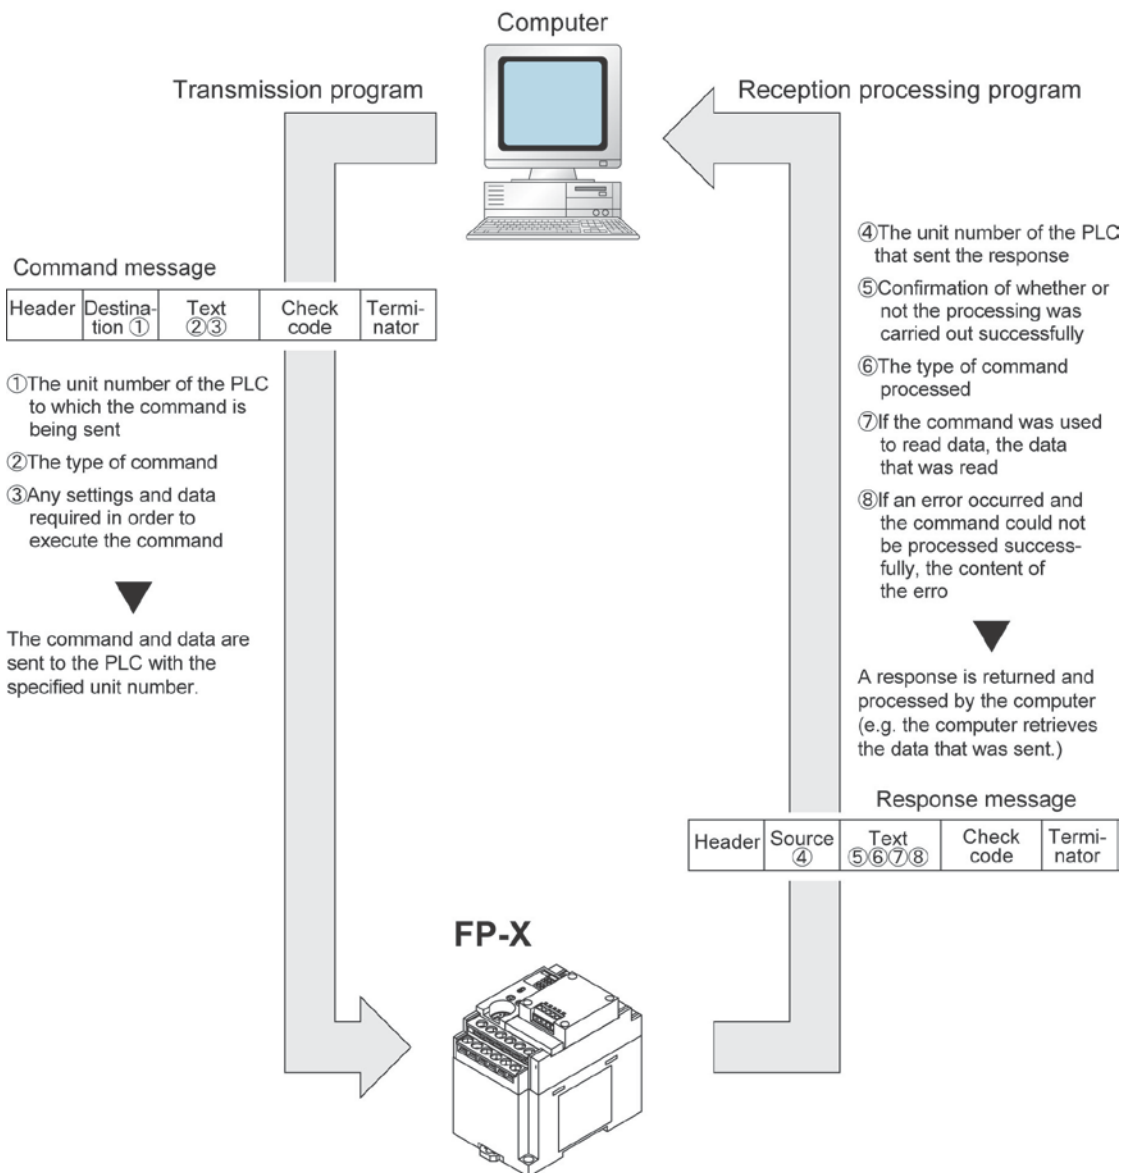 Computer
Transmission program
Reception processing program
Command message
Header
Destina-
tion ①
Text
②③
Check
code
Termi-
nator
①The unit number of the PLC
to which the command is
being sent
②The type of command
③Any settings and data
required in order to
execute the command
The command and data are
sent to the PLC with the
specified unit number.
④The unit number of the PLC
that sent the response
⑤Confirmation of whether or
not the processing was
carried out successfully
⑥The type of command
processed
⑦If the command was used
to read data, the data
that was read
⑧If an error occurred and
the command could not
be processed success-
fully, the content of
the erro
A response is returned and
processed by the computer
(e.g. the computer retrieves
the data that was sent.)
Response message
Header
Source
④
Text
⑤⑥⑦⑧
Check
code
Termi-
nator
FP-X